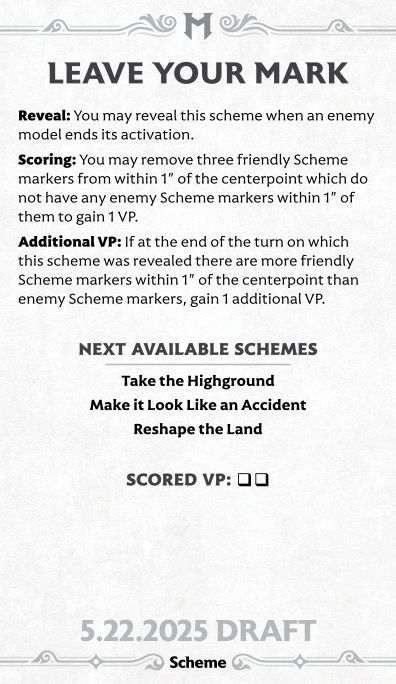 M
LEAVE YOUR MARK
Reveal: You may reveal this scheme when an enemy
model ends its activation.
Scoring: You may remove three friendly Scheme
markers from within 1" of the centerpoint which do
not have any enemy Scheme markers within 1" of
them to gain 1 VP.
Additional VP: If at the end of the turn on which
this scheme was revealed there are more friendly
Scheme markers within 1" of the centerpoint than
enemy Scheme markers, gain 1 additional VP.
NEXT AVAILABLE SCHEMES
Take the Highground
Make it Look Like an Accident
Reshape the Land
SCORED VP: ❑❑
5.22.2025 DRAFT
Scheme